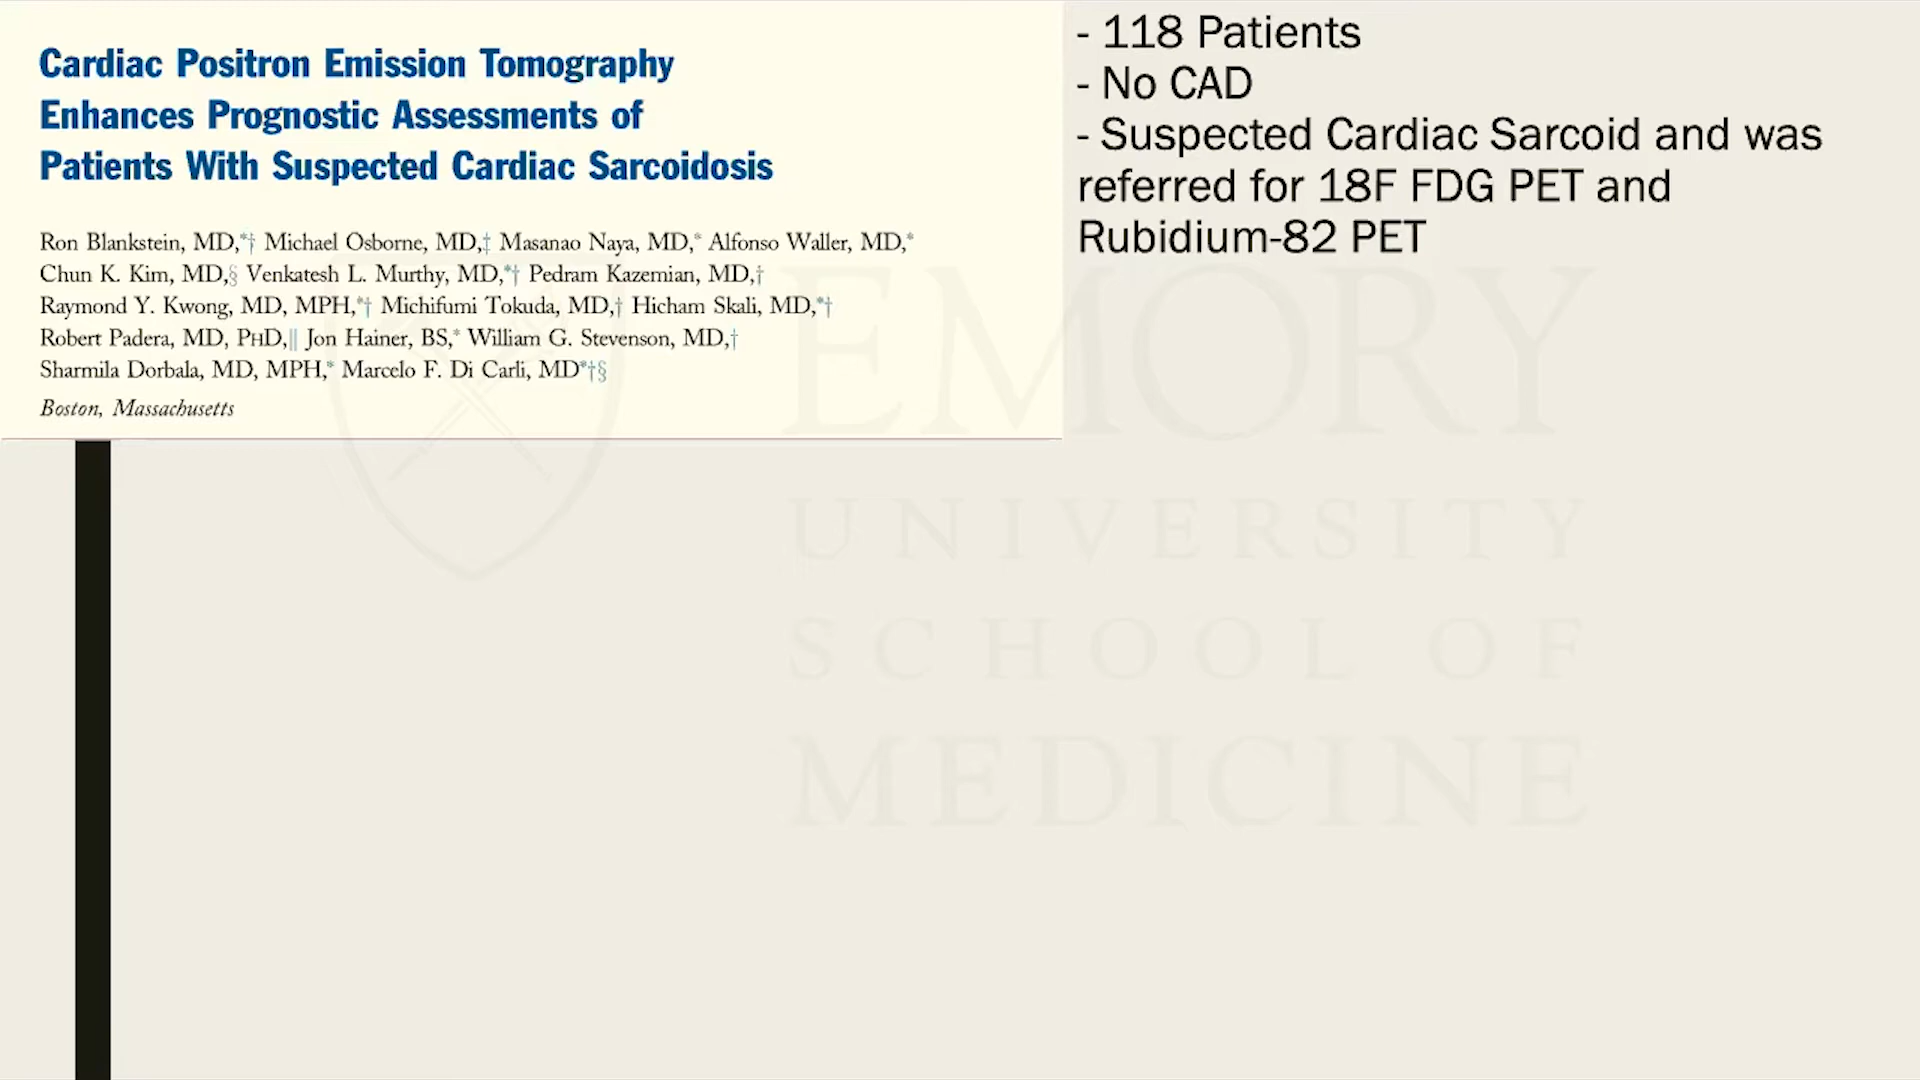 Cardiac Positron Emission Tomography
Enhances Prognostic Assessments of
Patients With Suspected Cardiac Sarcoidosis
Ron Blankstein, MD,*† Michael Osborne, MD,‡ Masanao Naya, MD,* Alfonso Waller, MD,*
Chun K. Kim, MD,§ Venkatesh L. Murthy, MD,*† Pedram Kazemian, MD,†
Raymond Y. Kwong, MD, MPH,*† Michifumi Tokuda, MD,† Hicham Skali, MD,*†
Robert Padera, MD, PHD,‖ Jon Hainer, BS,* William G. Stevenson, MD,†
Sharmila Dorbala, MD, MPH,* Marcelo F. Di Carli, MD*†§
Boston, Massachusetts
- 118 Patients
- No CAD
- Suspected Cardiac Sarcoid and was
referred for 18F FDG PET and
Rubidium-82 PET
EMORY
UNIVERSITY
SCHOOL OF
MEDICINE